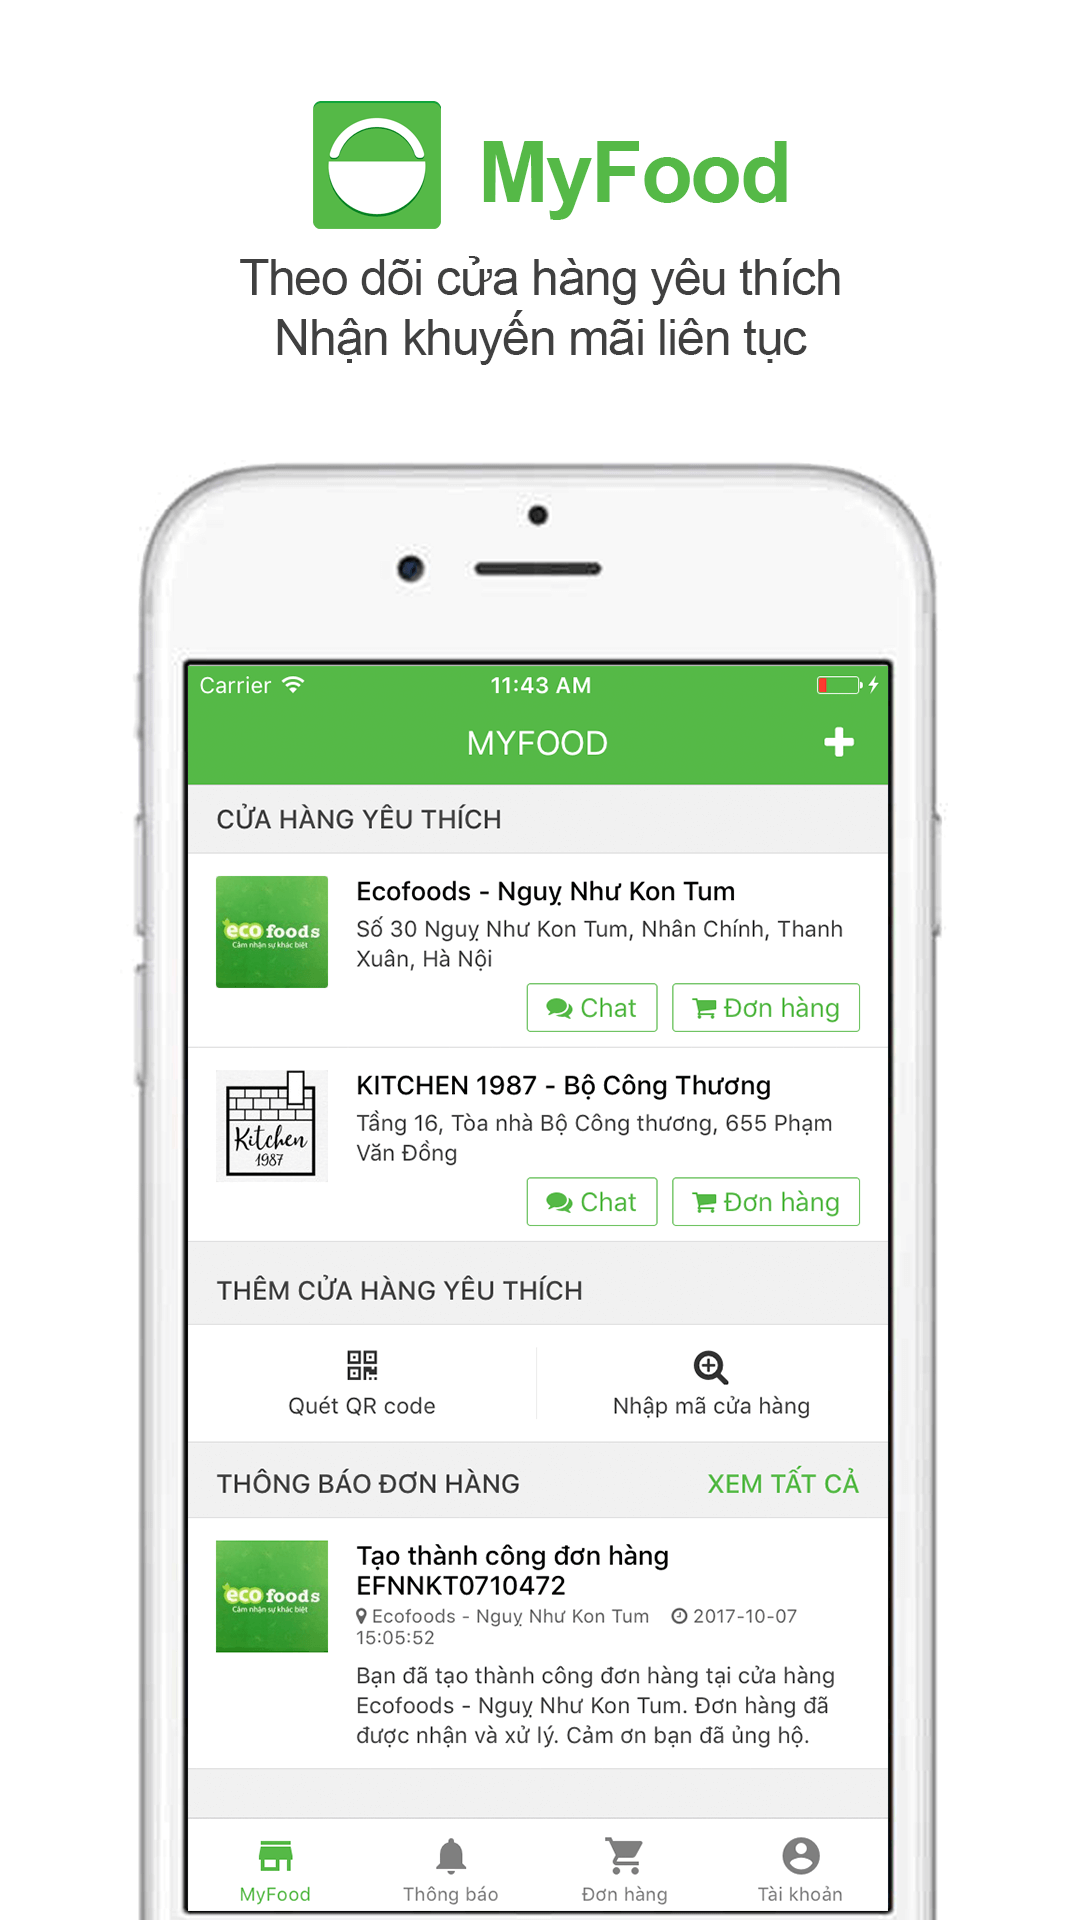 MyFood
Theo dõi cửa hàng yêu thích
Nhận khuyến mãi liên tục
Carrier 11:43 AM
MYFOOD
CỬA HÀNG YÊU THÍCH
eco foods
Cảm nhận sự khác biệt
Ecofoods - Nguỵ Như Kon Tum
Số 30 Nguỵ Như Kon Tum, Nhân Chính, Thanh
Xuân, Hà Nội
Chat Đơn hàng
Kitchen
1987
KITCHEN 1987 - Bộ Công Thương
Tầng 16, Tòa nhà Bộ Công thương, 655 Phạm
Văn Đồng
Chat Đơn hàng
THÊM CỬA HÀNG YÊU THÍCH
Quét QR code Nhập mã cửa hàng
THÔNG BÁO ĐƠN HÀNG XEM TẤT CẢ
eco foods
Cảm nhận sự khác biệt
Tạo thành công đơn hàng
EFNNKT0710472
Ecofoods - Nguỵ Như Kon Tum 2017-10-07
15:05:52
Bạn đã tạo thành công đơn hàng tại cửa hàng
Ecofoods - Nguỵ Như Kon Tum. Đơn hàng đã
được nhận và xử lý. Cảm ơn bạn đã ủng hộ.
MyFood Thông báo Đơn hàng Tài khoản